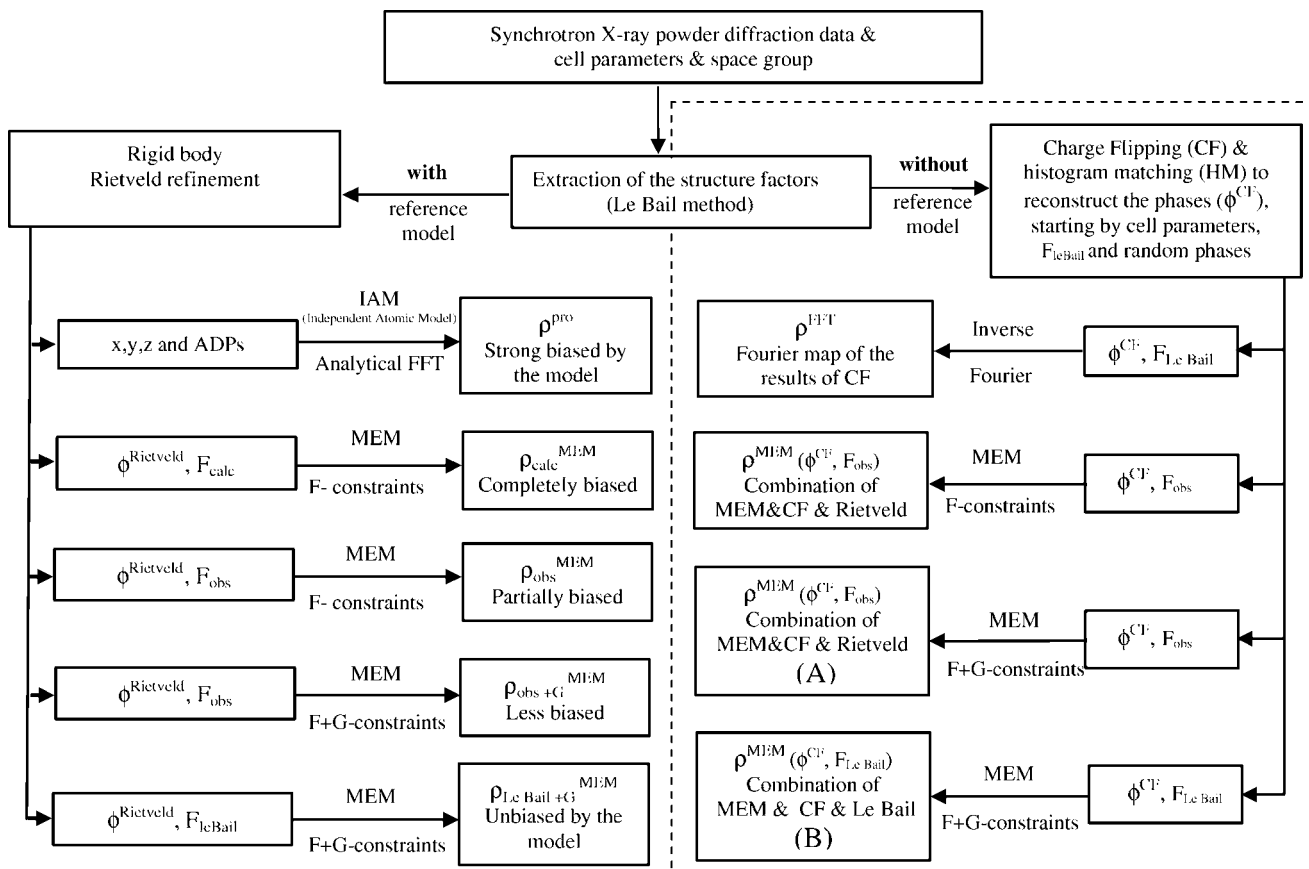 Synchrotron X-ray powder diffraction data &
cell parameters & space group
Rigid body
Rietveld refinement
with
reference
model
Extraction of the structure factors
(Le Bail method)
without
reference
model
Charge Flipping (CF) &
histogram matching (HM) to
reconstruct the phases (ϕ^CF),
starting by cell parameters,
F_leBail and random phases
x,y,z and ADPs
IAM
(Independent Atomic Model)
Analytical FFT
ρ^pro
Strong biased by
the model
ϕ^Rietveld, F_calc
MEM
F- constraints
ρ_calc^MEM
Completely biased
ϕ^Rietveld, F_obs
MEM
F- constraints
ρ_obs^MEM
Partially biased
ϕ^Rietveld, F_obs
MEM
F+G-constraints
ρ_obs +G^MEM
Less biased
ϕ^Rietveld, F_leBail
MEM
F+G-constraints
ρ_Le Bail +G^MEM
Unbiased by the
model
ρ^FFT
Fourier map of the
results of CF
Inverse
Fourier
ϕ^CF, F_Le Bail
ρ^MEM (ϕ^CF, F_obs)
Combination of
MEM&CF & Rietveld
MEM
F-constraints
ϕ^CF, F_obs
ρ^MEM (ϕ^CF, F_obs)
Combination of
MEM&CF & Rietveld
(A)
MEM
F+G-constraints
ϕ^CF, F_obs
ρ^MEM (ϕ^CF, F_Le Bail)
Combination of
MEM & CF & Le Bail
(B)
MEM
F+G-constraints
ϕ^CF, F_Le Bail